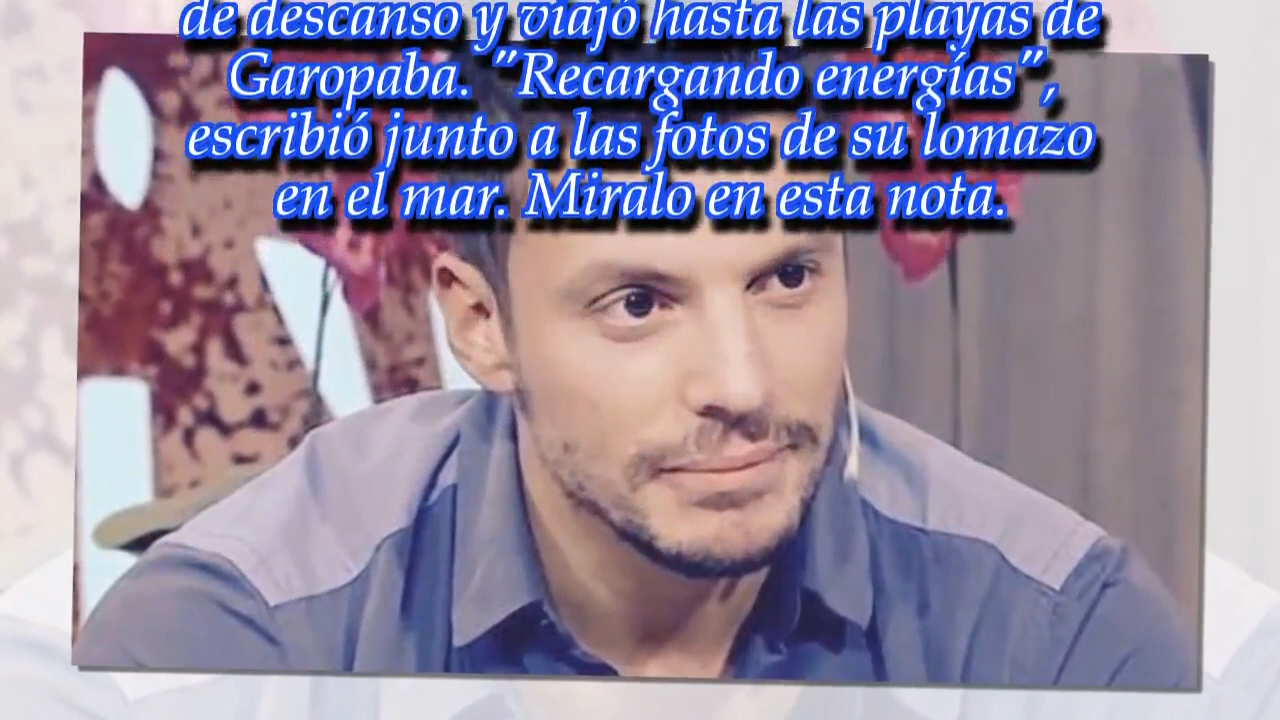 de descanso y viajó hasta las playas de
Garopaba. "Recargando energías",
escribió junto a las fotos de su lomazo
en el mar. Miralo en esta nota.